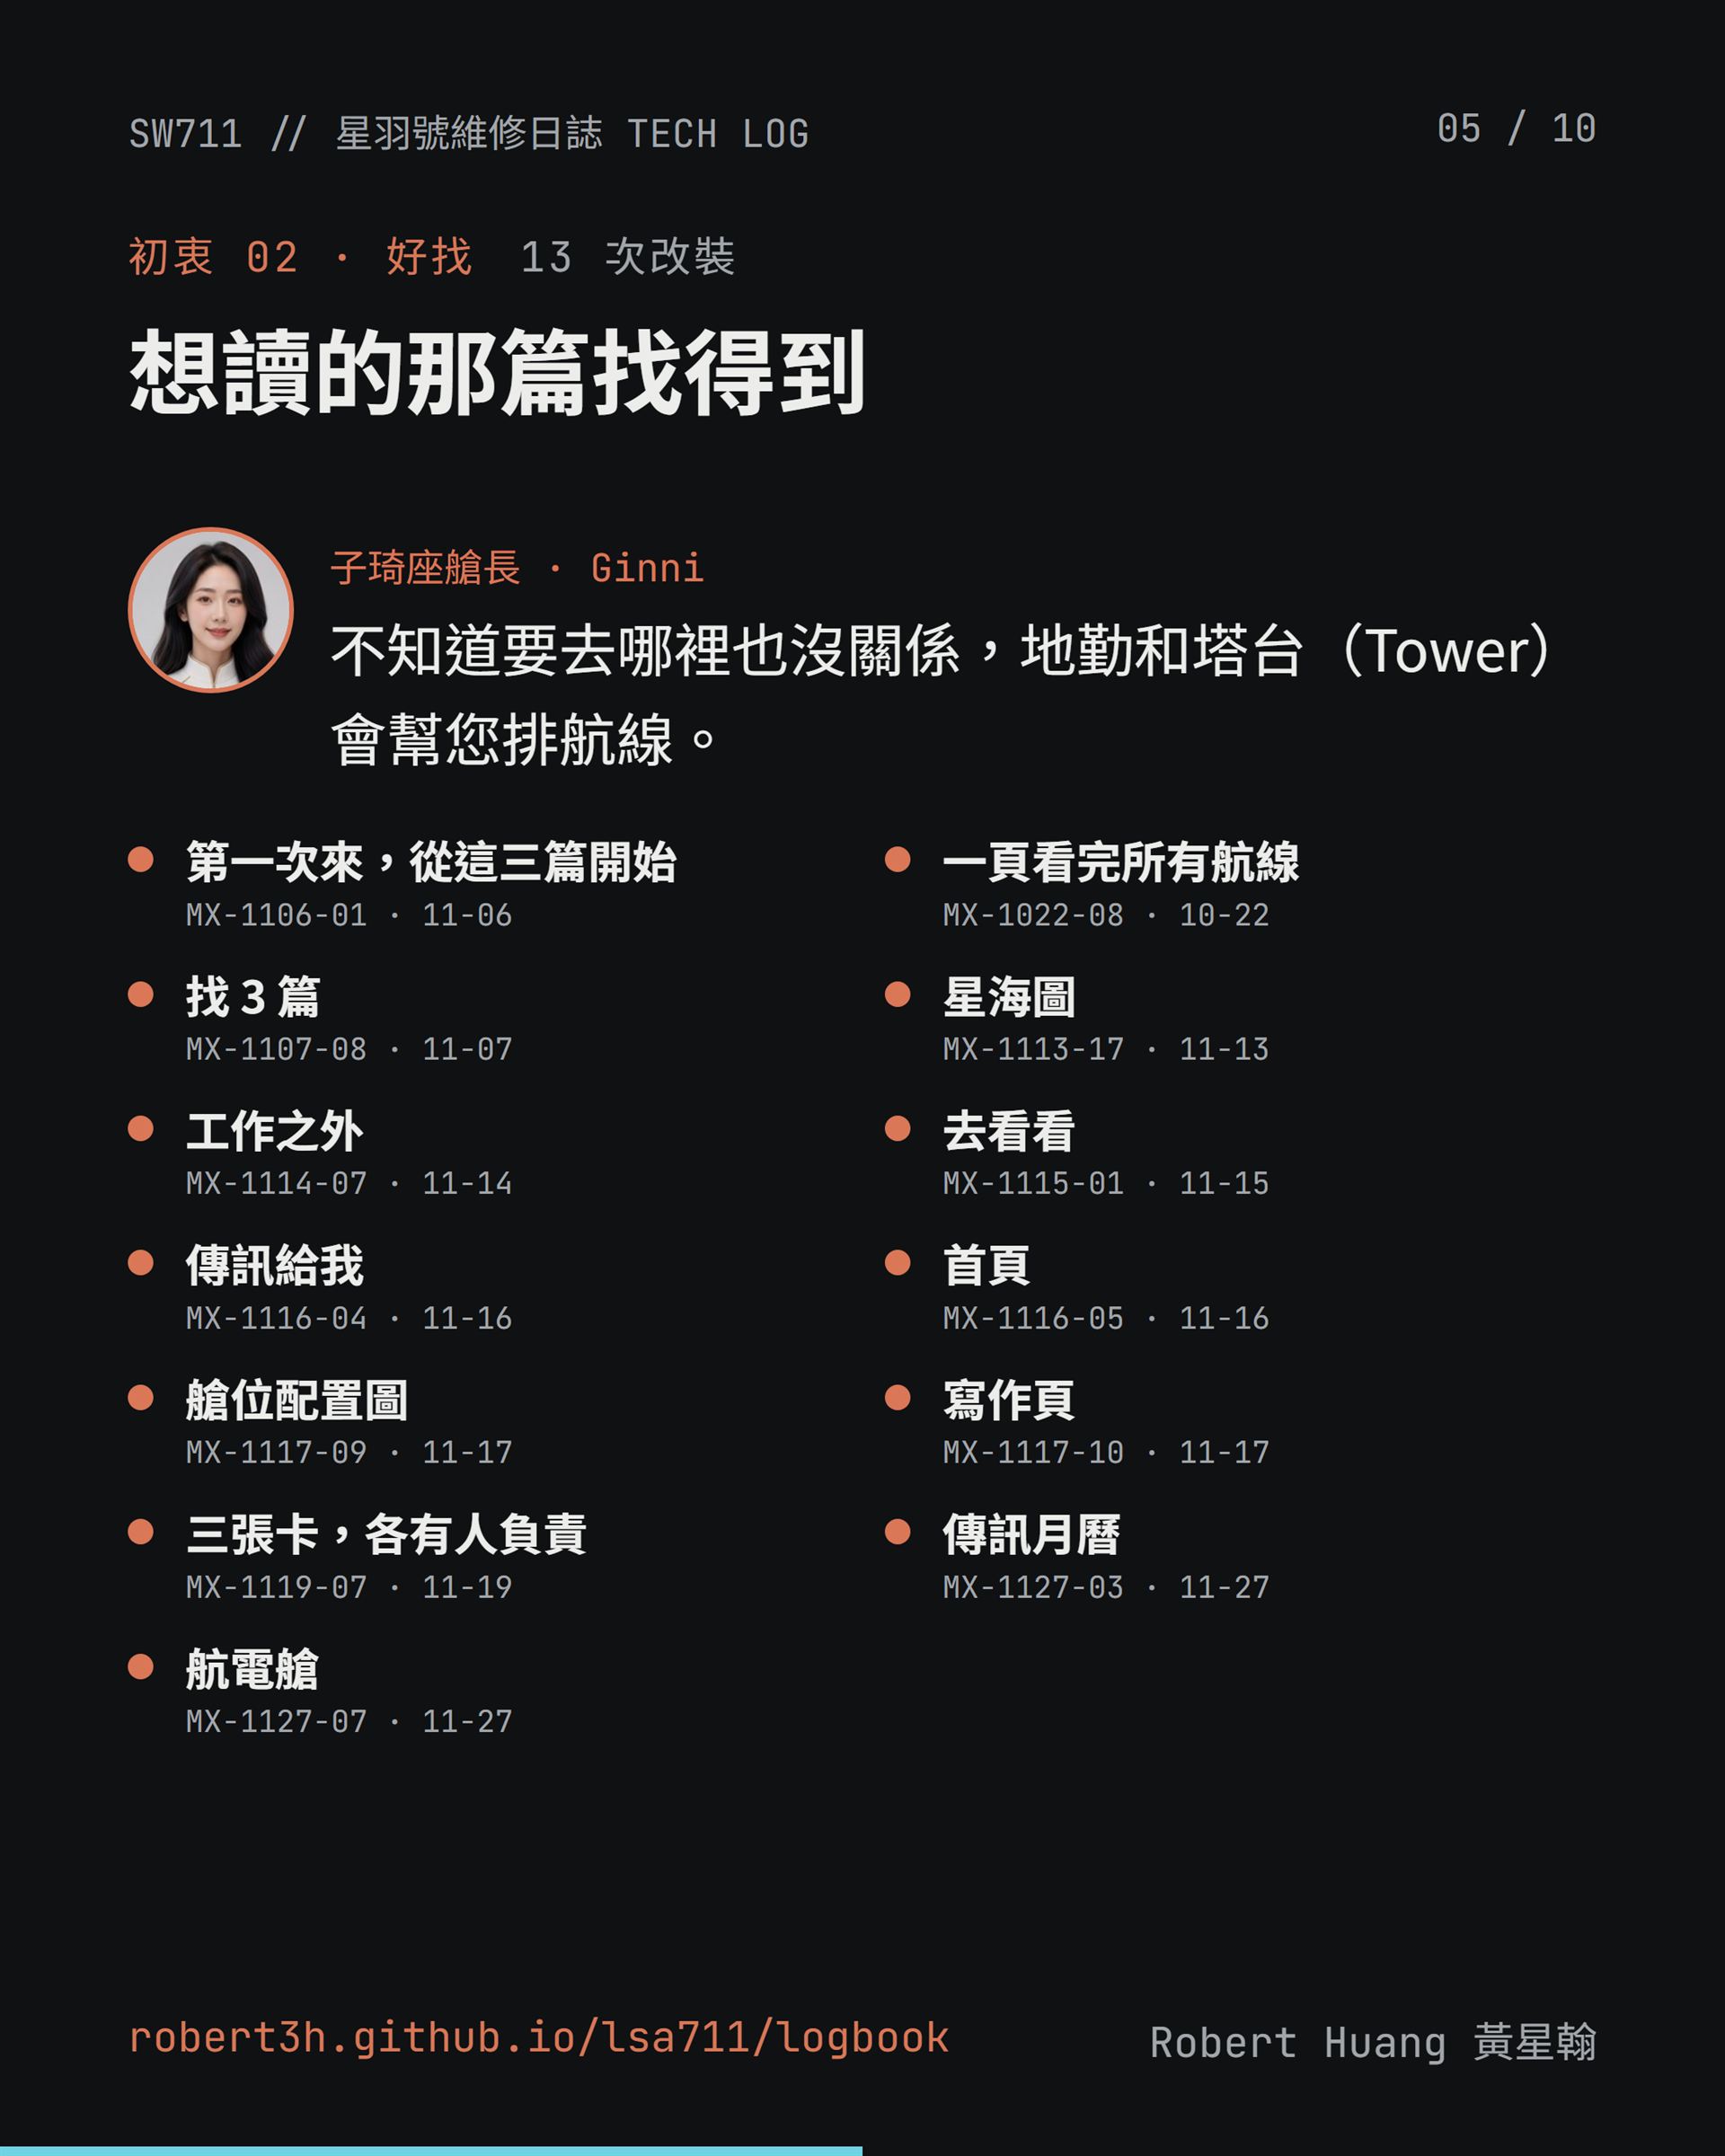 SW711 // 星羽號維修日誌 TECH LOG
05 / 10
初衷 02 · 好找 13 次改裝
想讀的那篇找得到
子琦座艙長 · Ginni
不知道要去哪裡也沒關係，地勤和塔台（Tower）
會幫您排航線。
第一次來，從這三篇開始
MX-1106-01 · 11-06
一頁看完所有航線
MX-1022-08 · 10-22
找 3 篇
MX-1107-08 · 11-07
星海圖
MX-1113-17 · 11-13
工作之外
MX-1114-07 · 11-14
去看看
MX-1115-01 · 11-15
傳訊給我
MX-1116-04 · 11-16
首頁
MX-1116-05 · 11-16
艙位配置圖
MX-1117-09 · 11-17
寫作頁
MX-1117-10 · 11-17
三張卡，各有人負責
MX-1119-07 · 11-19
傳訊月曆
MX-1127-03 · 11-27
航電艙
MX-1127-07 · 11-27
robert3h.github.io/lsa711/logbook
Robert Huang 黃星翰